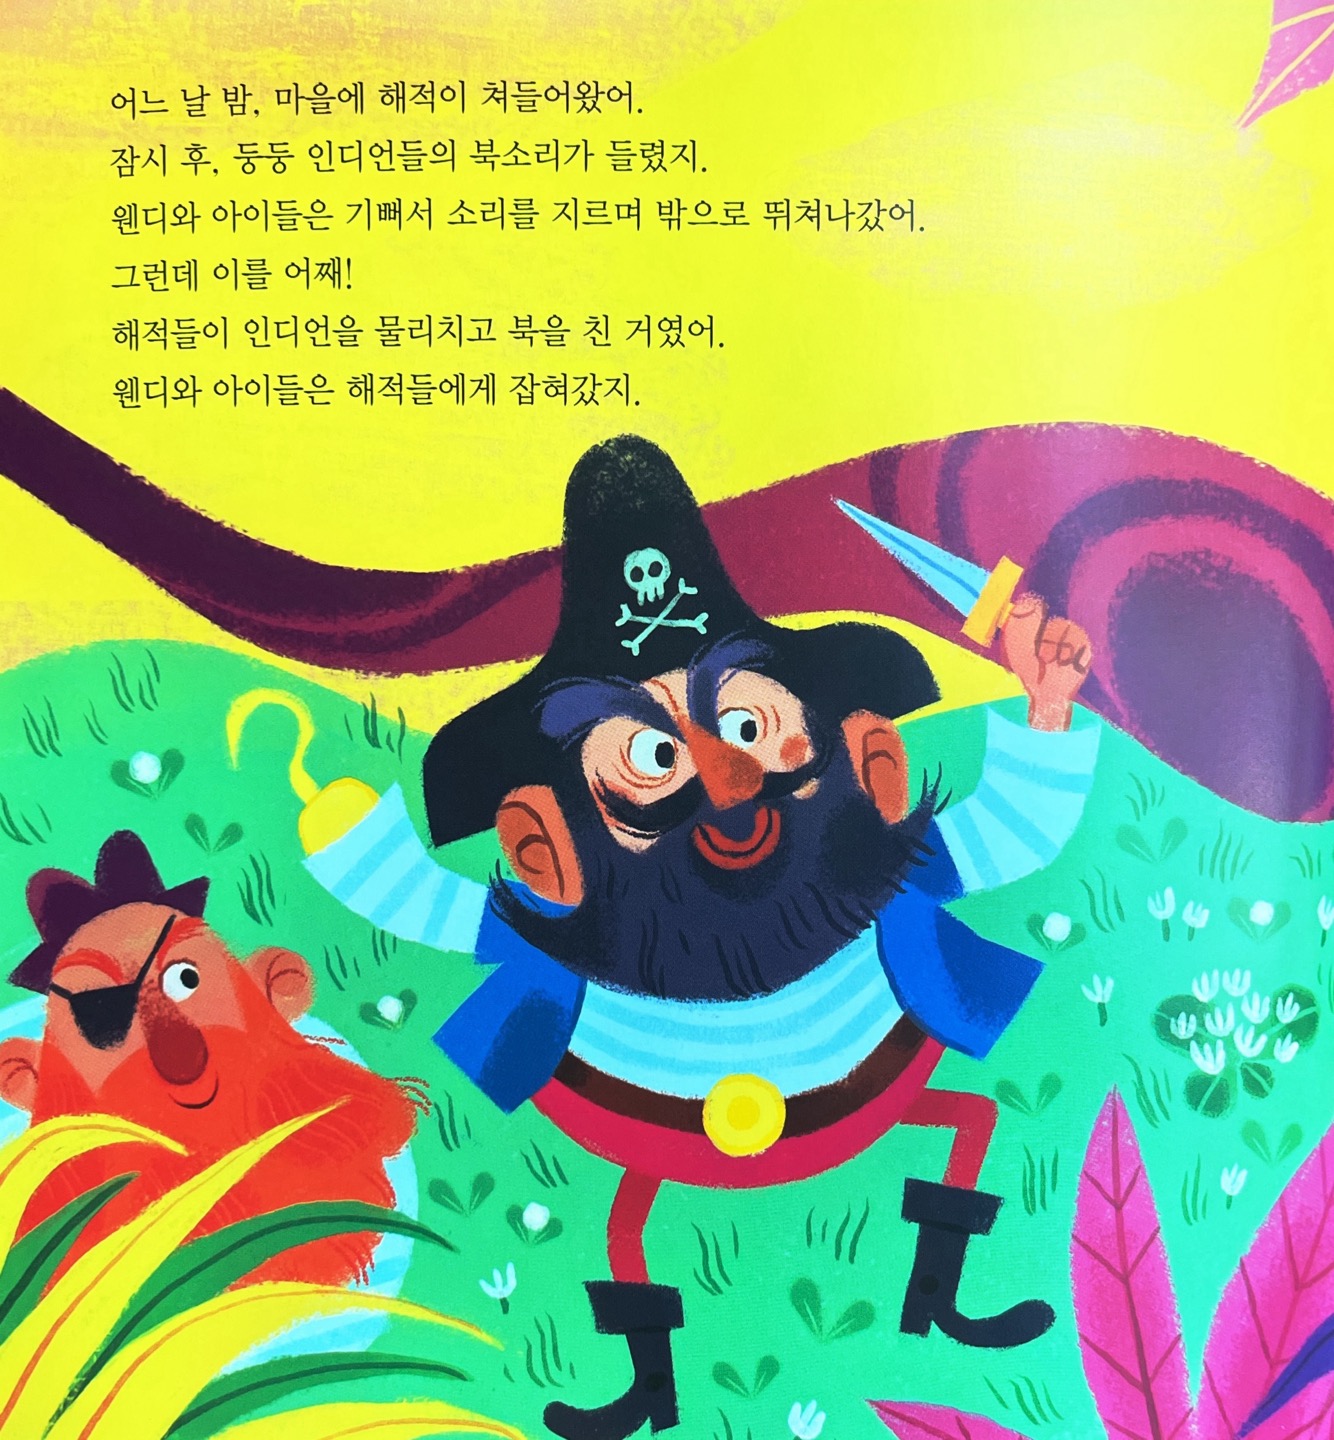 어느 날 밤, 마을에 해적이 쳐들어왔어.
잠시 후, 둥둥 인디언들의 북소리가 들렸지.
웬디와 아이들은 기뻐서 소리를 지르며 밖으로 뛰쳐나갔어.
그런데 이를 어째!
해적들이 인디언을 물리치고 북을 친 거였어.
웬디와 아이들은 해적들에게 잡혀갔지.